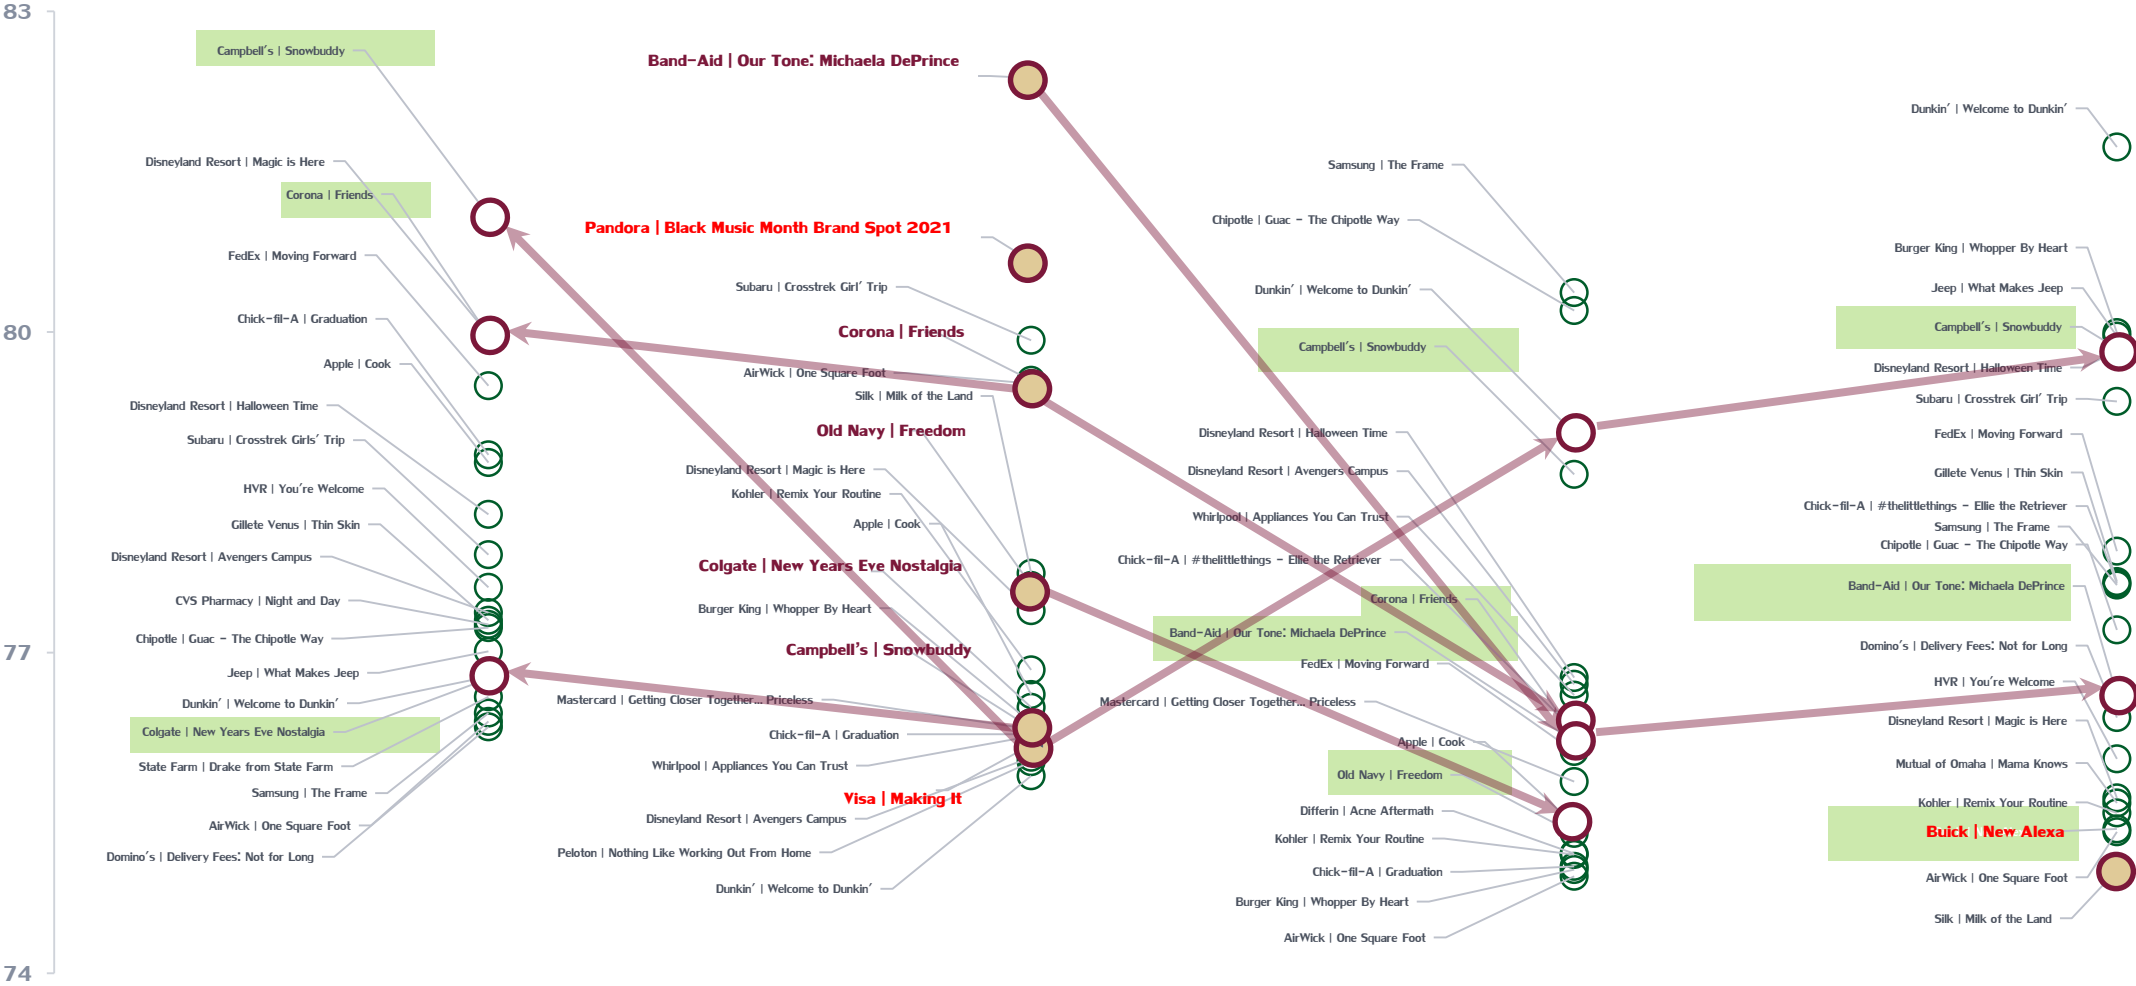 83
80
77
74
Campbell's | Snowbuddy
Disneyland Resort | Magic is Here
Corona | Friends
FedEx | Moving Forward
Chick-fil-A | Graduation
Apple | Cook
Disneyland Resort | Halloween Time
Subaru | Crosstrek Girls' Trip
HVR | You're Welcome
Gillete Venus | Thin Skin
Disneyland Resort | Avengers Campus
CVS Pharmacy | Night and Day
Chipotle | Guac - The Chipotle Way
Jeep | What Makes Jeep
Dunkin' | Welcome to Dunkin'
Colgate | New Years Eve Nostalgia
State Farm | Drake from State Farm
Samsung | The Frame
AirWick | One Square Foot
Domino's | Delivery Fees: Not for Long
Band-Aid | Our Tone: Michaela DePrince
Pandora | Black Music Month Brand Spot 2021
Subaru | Crosstrek Girl' Trip
Corona | Friends
AirWick | One Square Foot
Silk | Milk of the Land
Old Navy | Freedom
Disneyland Resort | Magic is Here
Kohler | Remix Your Routine
Apple | Cook
Colgate | New Years Eve Nostalgia
Burger King | Whopper By Heart
Campbell's | Snowbuddy
Mastercard | Getting Closer Together... Priceless
Chick-fil-A | Graduation
Whirlpool | Appliances You Can Trust
Visa | Making It
Disneyland Resort | Avengers Campus
Peloton | Nothing Like Working Out From Home
Dunkin' | Welcome to Dunkin'
Samsung | The Frame
Chipotle | Guac - The Chipotle Way
Dunkin' | Welcome to Dunkin'
Campbell's | Snowbuddy
Disneyland Resort | Halloween Time
Disneyland Resort | Avengers Campus
Whirlpool | Appliances You Can Trust
Chick-fil-A | #thelittlethings - Ellie the Retriever
Corona | Friends
Band-Aid | Our Tone: Michaela DePrince
FedEx | Moving Forward
Mastercard | Getting Closer Together... Priceless
Apple | Cook
Old Navy | Freedom
Differin | Acne Aftermath
Kohler | Remix Your Routine
Chick-fil-A | Graduation
Burger King | Whopper By Heart
AirWick | One Square Foot
Dunkin' | Welcome to Dunkin'
Burger King | Whopper By Heart
Jeep | What Makes Jeep
Campbell's | Snowbuddy
Disneyland Resort | Halloween Time
Subaru | Crosstrek Girl' Trip
FedEx | Moving Forward
Gillete Venus | Thin Skin
Chick-fil-A | #thelittlethings - Ellie the Retriever
Samsung | The Frame
Chipotle | Guac - The Chipotle Way
Band-Aid | Our Tone: Michaela DePrince
Domino's | Delivery Fees: Not for Long
HVR | You're Welcome
Disneyland Resort | Magic is Here
Mutual of Omaha | Mama Knows
Kohler | Remix Your Routine
Buick | New Alexa
AirWick | One Square Foot
Silk | Milk of the Land